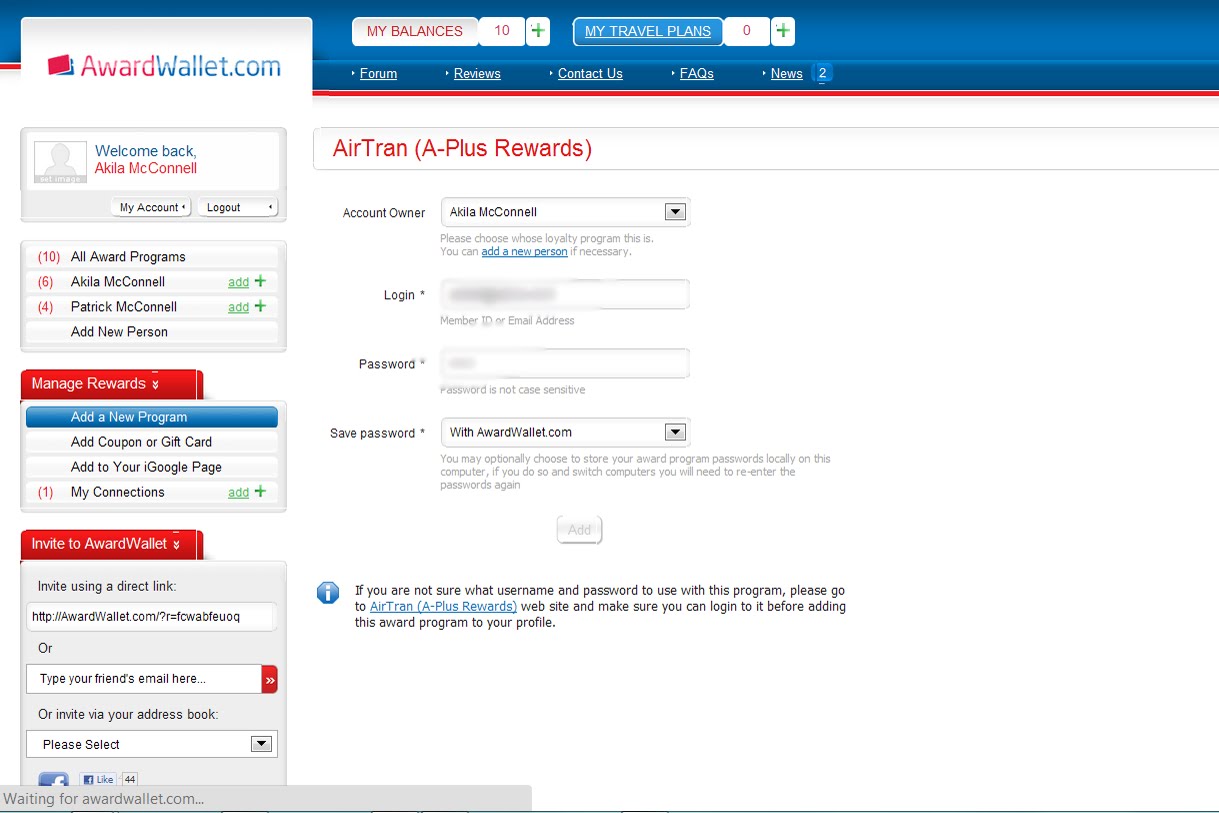 MY BALANCES 10 +
MY TRAVEL PLANS 0 +
AwardWallet.com
Forum Reviews Contact Us FAQs News 2
Welcome back,
Akila McConnell
My Account Logout
(10) All Award Programs
(6) Akila McConnell add +
(4) Patrick McConnell add +
Add New Person
Manage Rewards
Add a New Program
Add Coupon or Gift Card
Add to Your iGoogle Page
(1) My Connections add +
Invite to AwardWallet
Invite using a direct link:
http://AwardWallet.com/?r=fcwabfeuoq
Or
Type your friend's email here... »
Or invite via your address book:
Please Select
f Like 44
Waiting for awardwallet.com...
AirTran (A-Plus Rewards)
Account Owner Akila McConnell
Please choose whose loyalty program this is.
You can add a new person if necessary.
Login *
Member ID or Email Address
Password *
Password is not case sensitive
Save password * With AwardWallet.com
You may optionally choose to store your award program passwords locally on this
computer, if you do so and switch computers you will need to re-enter the
passwords again
Add
If you are not sure what username and password to use with this program, please go
to AirTran (A-Plus Rewards) web site and make sure you can login to it before adding
this award program to your profile.